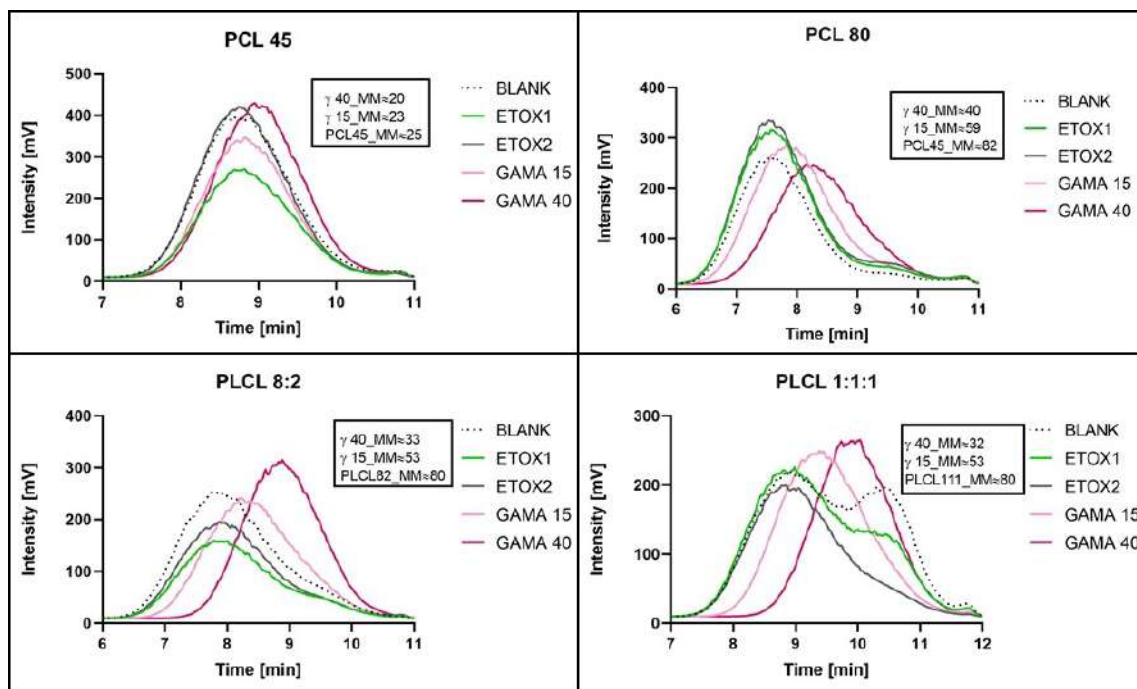 PCL 45
500
400
300
200
100
0
Intensity [mV]
7 8 9 10 11
Time [min]
γ 40_MM≈20
γ 15_MM≈23
PCL45_MM≈25
BLANK
ETOX1
ETOX2
GAMA 15
GAMA 40
PCL 80
400
300
200
100
0
Intensity [mV]
6 7 8 9 10 11
Time [min]
γ 40_MM≈40
γ 15_MM≈59
PCL45_MM≈82
BLANK
ETOX1
ETOX2
GAMA 15
GAMA 40
PLCL 8:2
400
300
200
100
0
Intensity [mV]
6 7 8 9 10 11
Time [min]
γ 40_MM≈33
γ 15_MM≈53
PLCL82_MM≈80
BLANK
ETOX1
ETOX2
GAMA 15
GAMA 40
PLCL 1:1:1
300
200
100
0
Intensity [mV]
7 8 9 10 11 12
Time [min]
γ 40_MM≈32
γ 15_MM≈53
PLCL111_MM≈80
BLANK
ETOX1
ETOX2
GAMA 15
GAMA 40